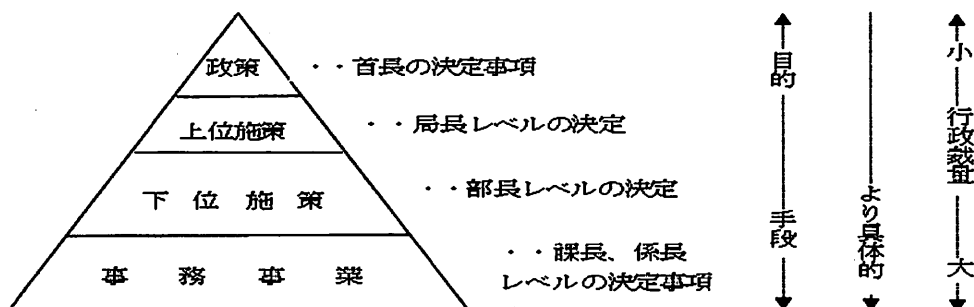 政策
・・首長の決定事項
上位施策
・・局長レベルの決定
下位施策
・・部長レベルの決定
事務事業
・・課長、係長
レベルの決定事項
目的
手段
より具体的
小
行政裁量
大